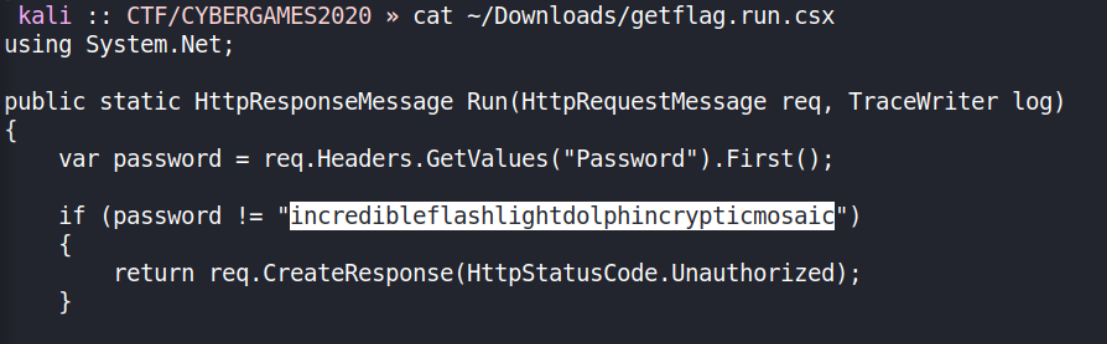 kali :: CTF/CYBERGAMES2020 » cat ~/Downloads/getflag.run.csx
using System.Net;

public static HttpResponseMessage Run(HttpRequestMessage req, TraceWriter log)
{
    var password = req.Headers.GetValues("Password").First();

    if (password != "incredibleflashlightdolphincrypticmosaic")
    {
        return req.CreateResponse(HttpStatusCode.Unauthorized);
    }